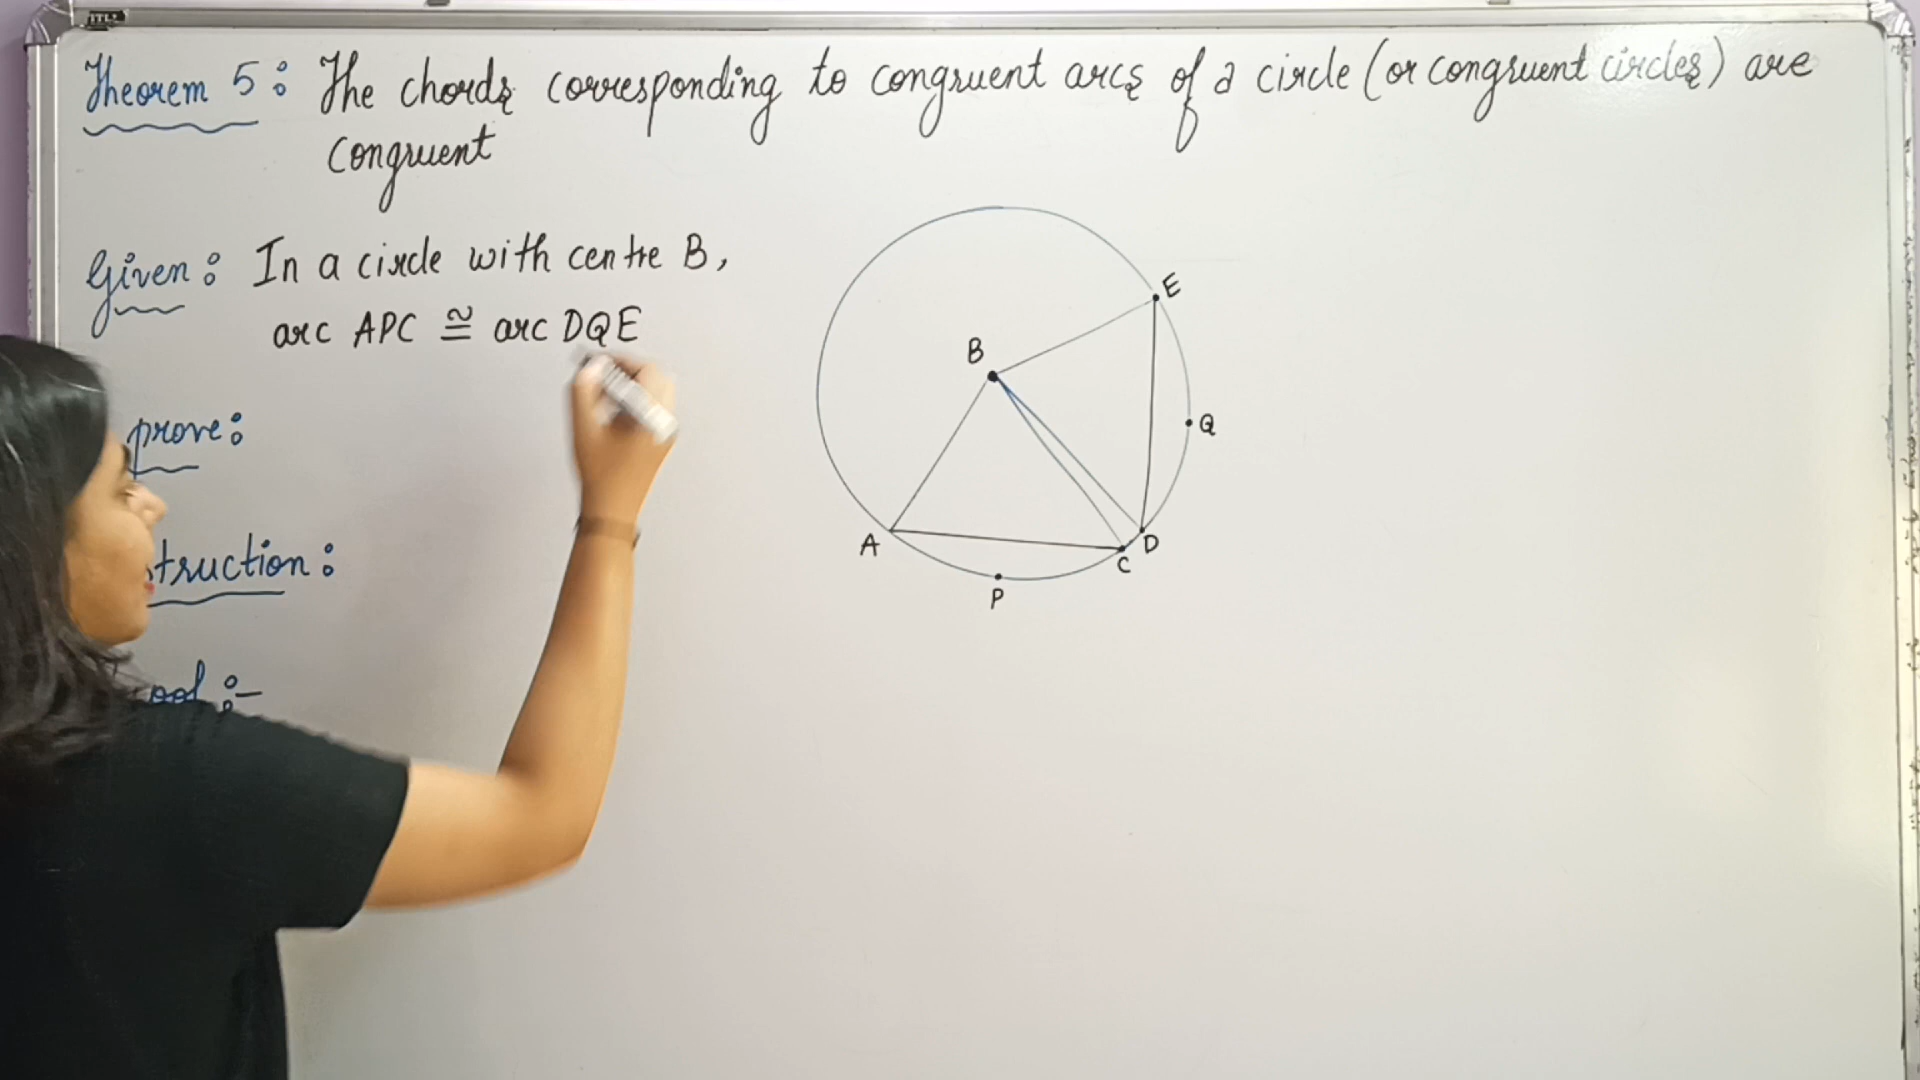 Theorem 5: The chords corresponding to congruent arcs of a circle (or congruent circles) are
congruent
Given: In a circle with centre B,
arc APC ≅ arc DQE
prove:
truction:
E
B
Q
A
D
C
P